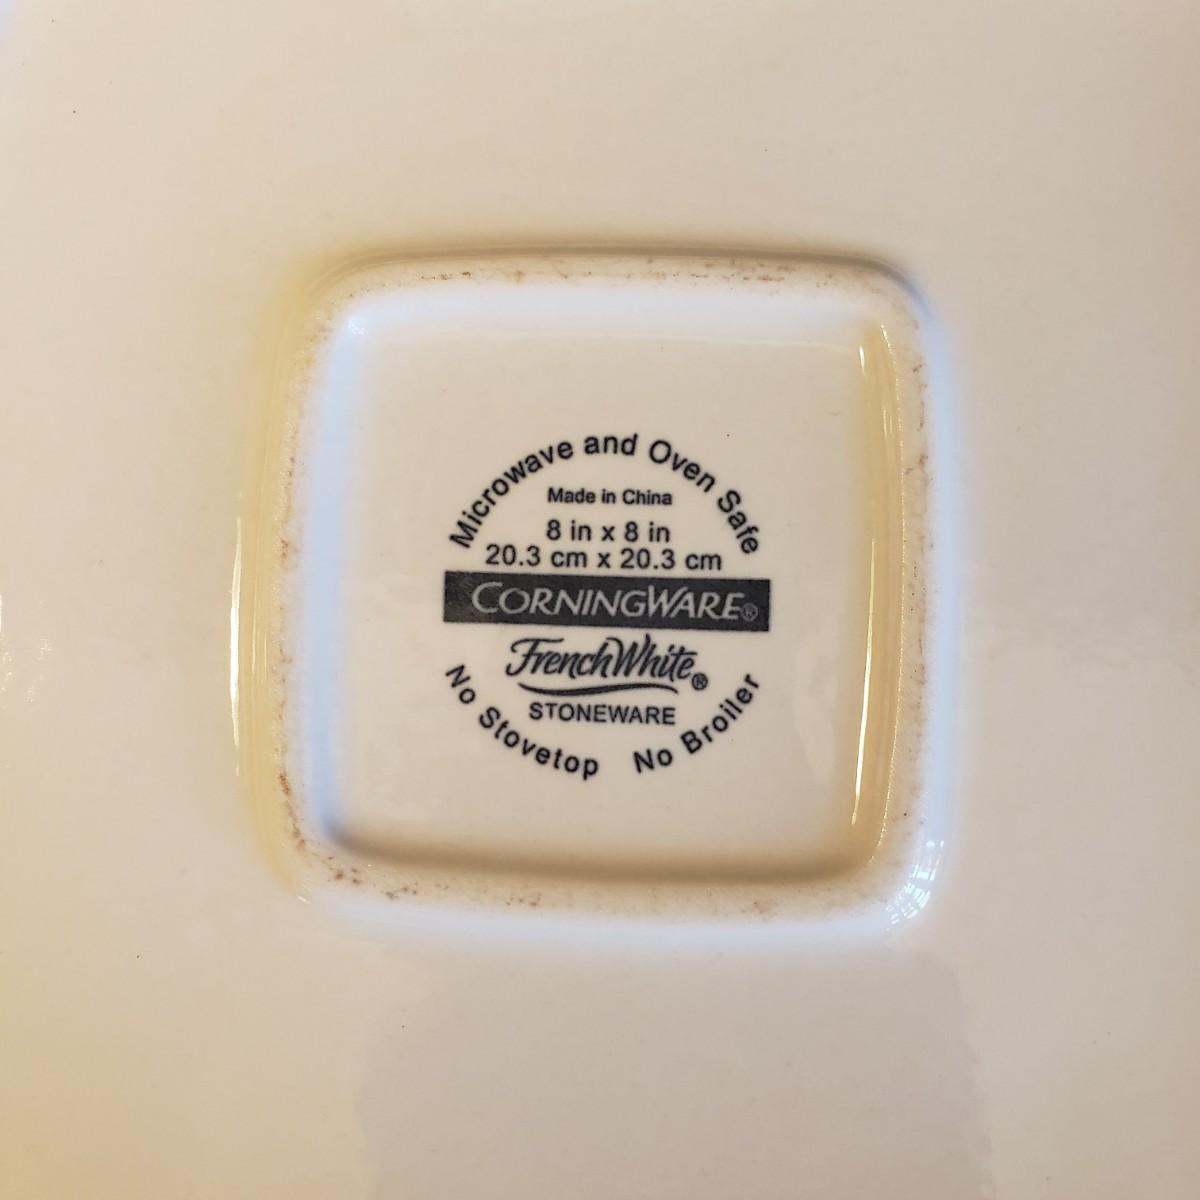 Microwave and Oven Safe
Made in China
8 in x 8 in
20.3 cm x 20.3 cm
CORNINGWARE®
FrenchWhite®
STONEWARE
No Stovetop No Broiler